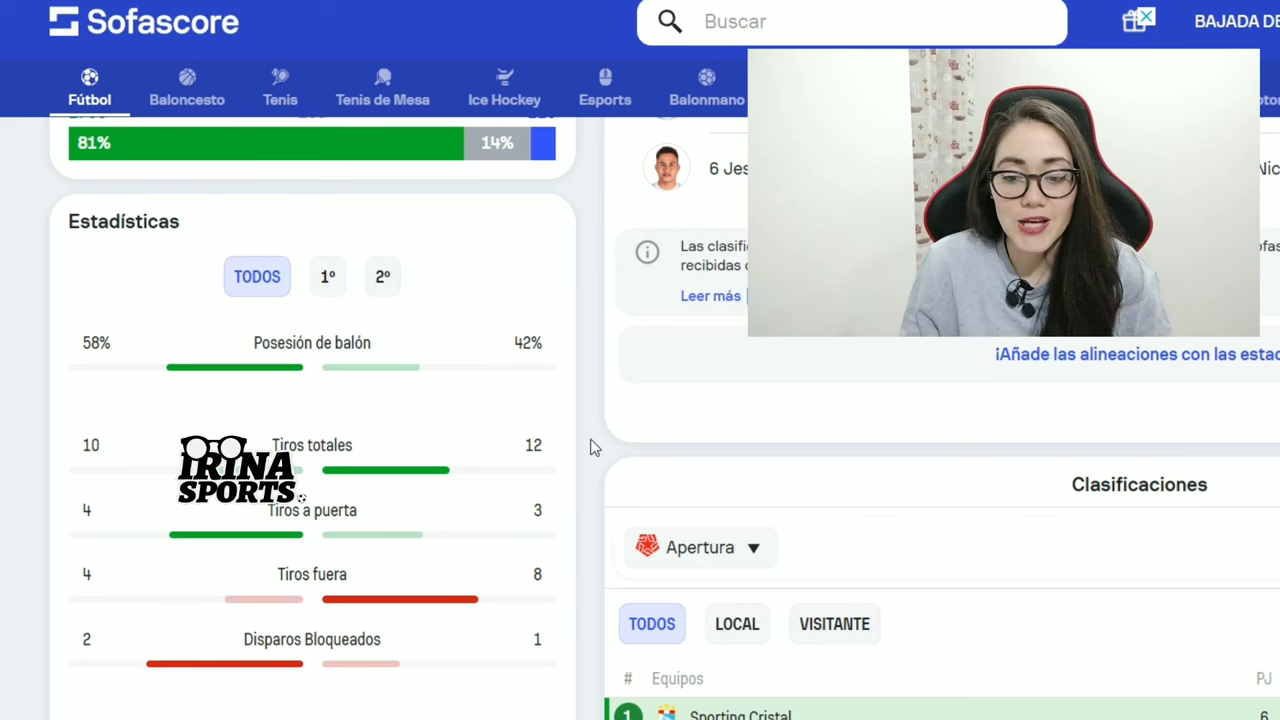 Sofascore
Buscar
BAJADA DE
Fútbol
Baloncesto
Tenis
Tenis de Mesa
Ice Hockey
Esports
Balonmano
81%
14%
Estadísticas
TODOS
1º
2º
58%
Posesión de balón
42%
10
Tiros totales
12
IRINA
SPORTS
4
Tiros a puerta
3
4
Tiros fuera
8
2
Disparos Bloqueados
1
6 Jes
Nic
Las clasifi
recibidas
Leer más
¡Añade las alineaciones con las estad
Clasificaciones
Apertura
TODOS
LOCAL
VISITANTE
#
Equipos
PJ
1
Sporting Cristal
6